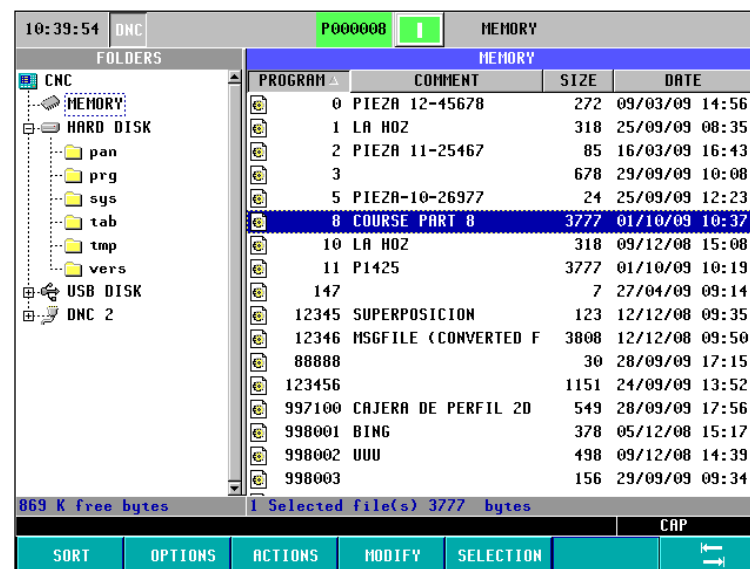 10:39:54 DNC P000008 MEMORY
FOLDERS MEMORY
CNC
MEMORY
HARD DISK
pan
prg
sys
tab
tmp
vers
USB DISK
DNC 2
PROGRAM COMMENT SIZE DATE
0 PIEZA 12-45678 272 09/03/09 14:56
1 LA HOZ 318 25/09/09 08:35
2 PIEZA 11-25467 85 16/03/09 16:43
3 678 29/09/09 10:08
5 PIEZA-10-26977 24 25/09/09 12:23
8 COURSE PART 8 3777 01/10/09 10:37
10 LA HOZ 318 09/12/08 15:08
11 P1425 3777 01/10/09 10:19
147 7 27/04/09 09:14
12345 SUPERPOSICION 123 12/12/08 09:35
12346 MSGFILE (CONVERTED F 3808 12/12/08 09:50
88888 30 28/09/09 17:15
123456 1151 24/09/09 13:52
997100 CAJERA DE PERFIL 2D 549 28/09/09 17:56
998001 BING 378 05/12/08 15:17
998002 UUU 498 09/12/08 14:39
998003 156 29/09/09 09:34
869 K free bytes 1 Selected file(s) 3777 bytes
CAP
SORT OPTIONS ACTIONS MODIFY SELECTION